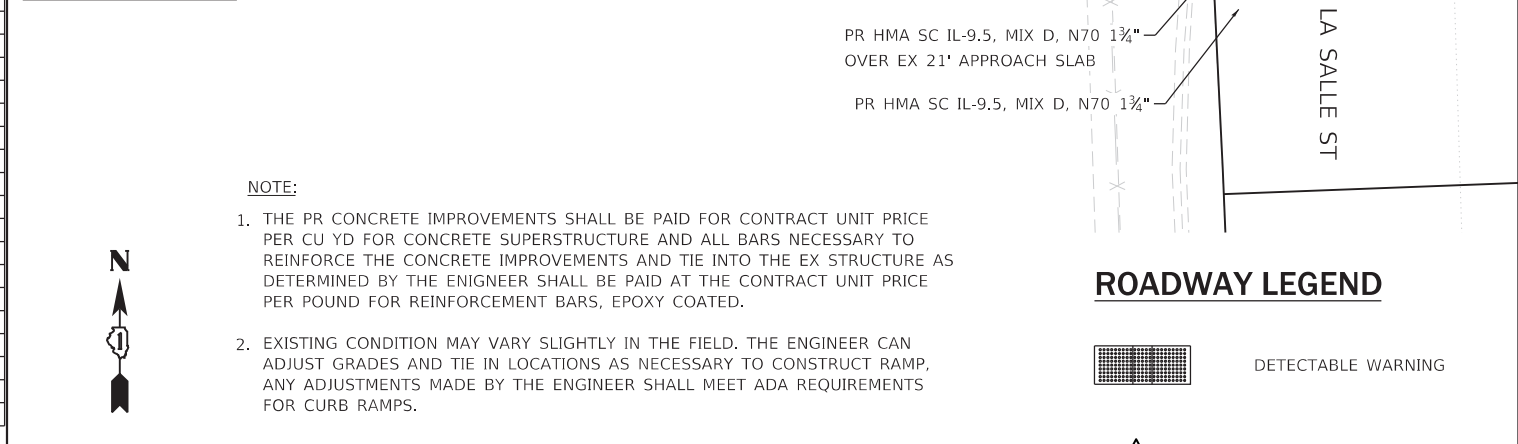 PR HMA SC IL-9.5, MIX D, N70 1¾"
OVER EX 21' APPROACH SLAB
PR HMA SC IL-9.5, MIX D, N70 1¾"
LA SALLE ST
NOTE:
1. THE PR CONCRETE IMPROVEMENTS SHALL BE PAID FOR CONTRACT UNIT PRICE
PER CU YD FOR CONCRETE SUPERSTRUCTURE AND ALL BARS NECESSARY TO
REINFORCE THE CONCRETE IMPROVEMENTS AND TIE INTO THE EX STRUCTURE AS
DETERMINED BY THE ENIGNEER SHALL BE PAID AT THE CONTRACT UNIT PRICE
PER POUND FOR REINFORCEMENT BARS, EPOXY COATED.
2. EXISTING CONDITION MAY VARY SLIGHTLY IN THE FIELD. THE ENGINEER CAN
ADJUST GRADES AND TIE IN LOCATIONS AS NECESSARY TO CONSTRUCT RAMP,
ANY ADJUSTMENTS MADE BY THE ENGINEER SHALL MEET ADA REQUIREMENTS
FOR CURB RAMPS.
N
1
ROADWAY LEGEND
DETECTABLE WARNING